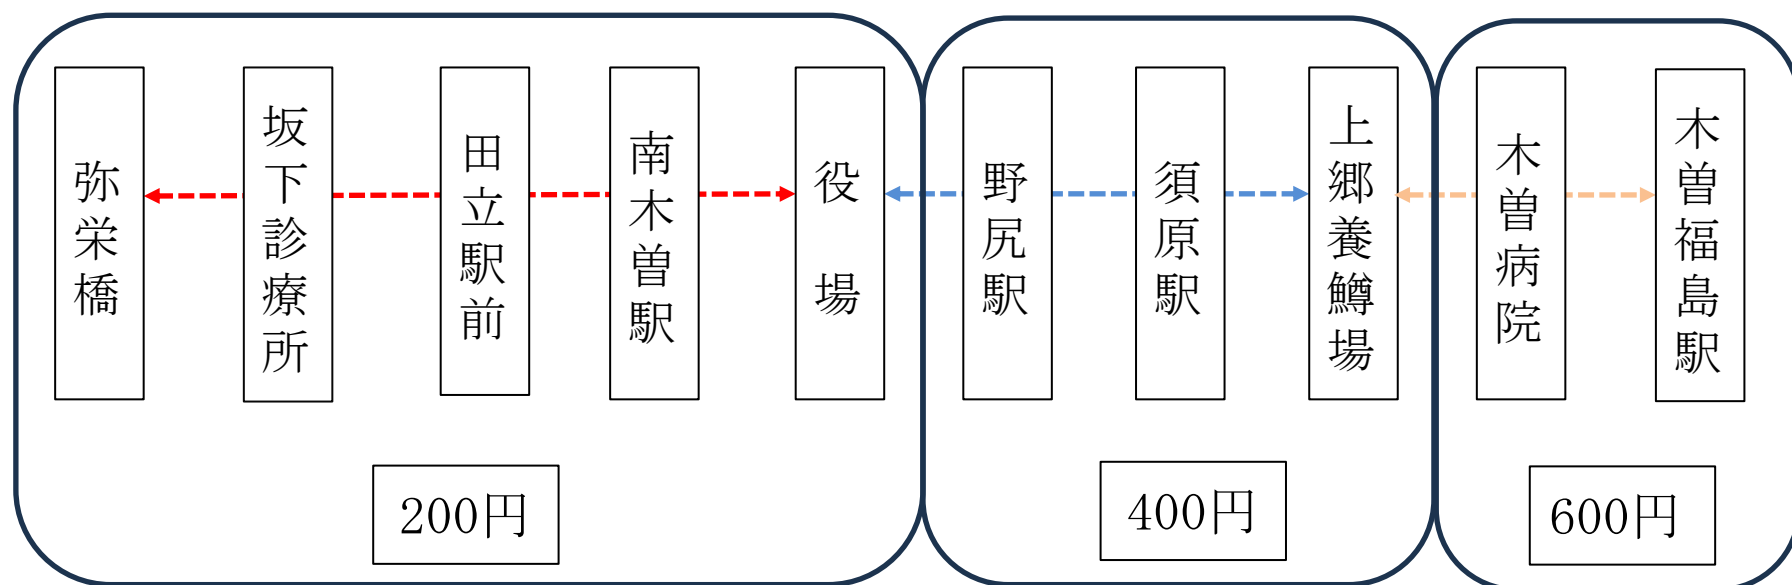 弥栄橋
坂下診療所
田立駅前
南木曽駅
役場
野尻駅
須原駅
上郷養鱒場
木曽病院
木曽福島駅
200円
400円
600円